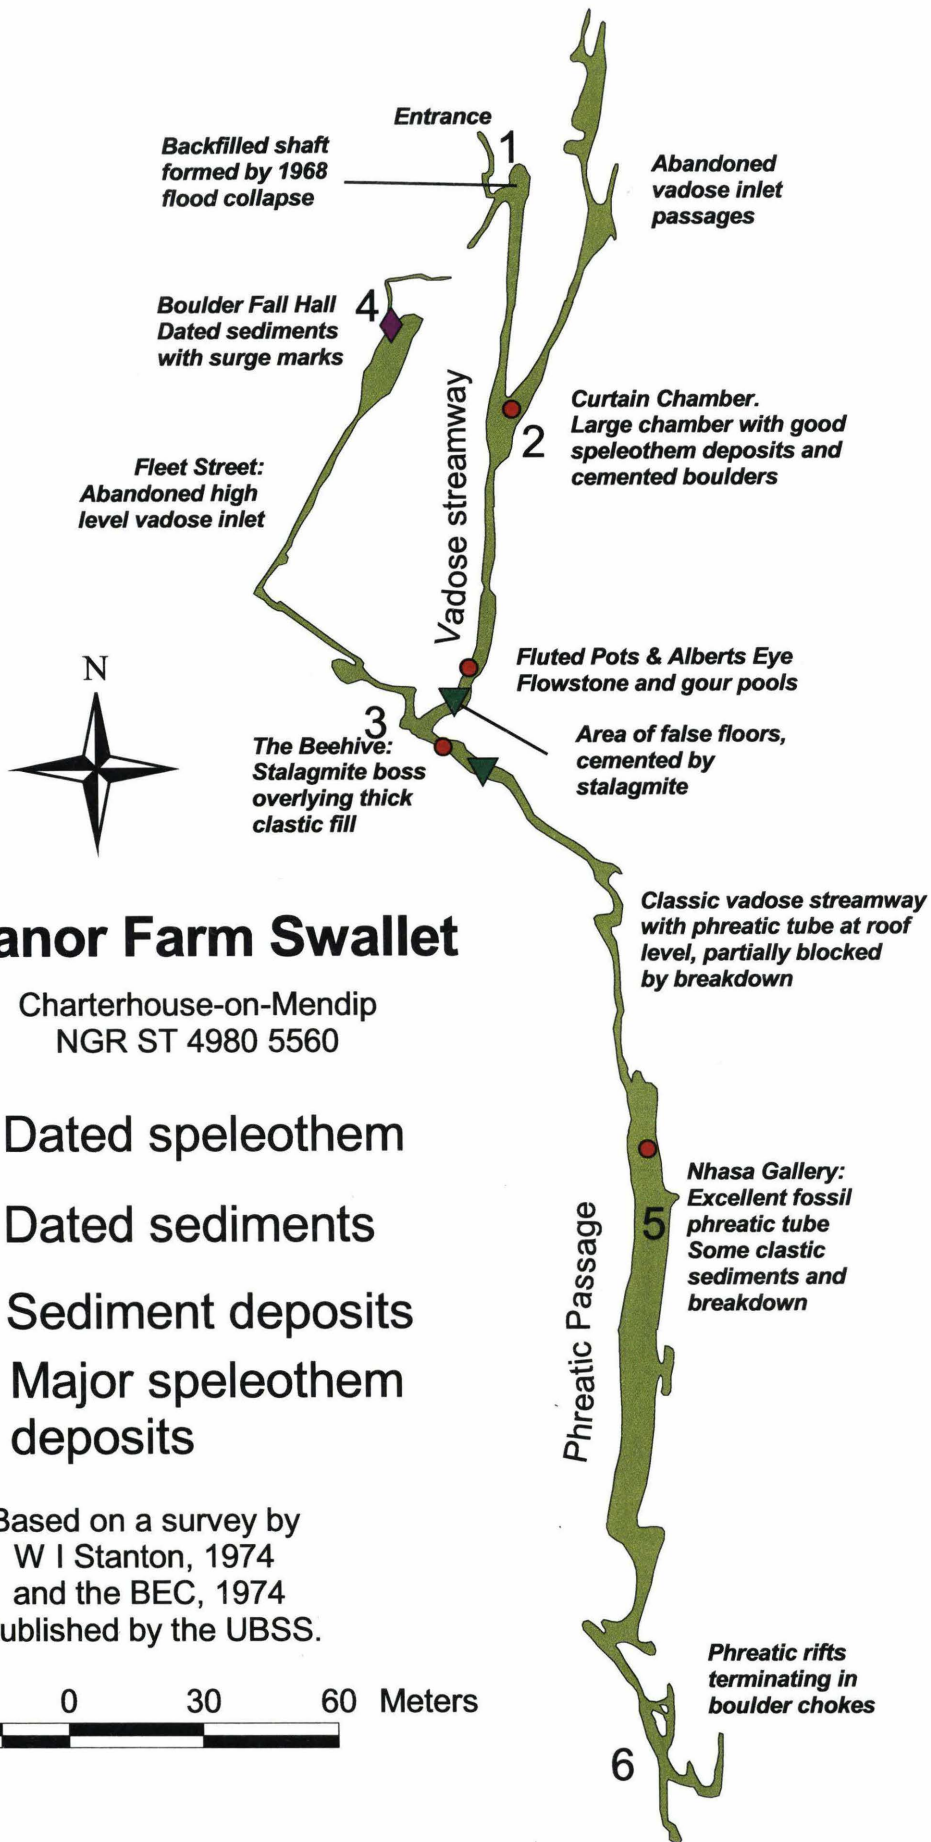 Entrance
1
Backfilled shaft
formed by 1968
flood collapse
Abandoned
vadose inlet
passages
Boulder Fall Hall
Dated sediments
with surge marks
4
Vadose streamway
Curtain Chamber.
Large chamber with good
speleothem deposits and
cemented boulders
2
Fleet Street:
Abandoned high
level vadose inlet
N
Fluted Pots & Alberts Eye
Flowstone and gour pools
3
Area of false floors,
cemented by
stalagmite
The Beehive:
Stalagmite boss
overlying thick
clastic fill
Classic vadose streamway
with phreatic tube at roof
level, partially blocked
by breakdown
anor Farm Swallet
Charterhouse-on-Mendip
NGR ST 4980 5560
Dated speleothem
Dated sediments
Sediment deposits
Major speleothem
deposits
Nhasa Gallery:
Excellent fossil
phreatic tube
Some clastic
sediments and
breakdown
5
Phreatic Passage
Based on a survey by
W I Stanton, 1974
and the BEC, 1974
ublished by the UBSS.
Phreatic rifts
terminating in
boulder chokes
0 30 60 Meters
6